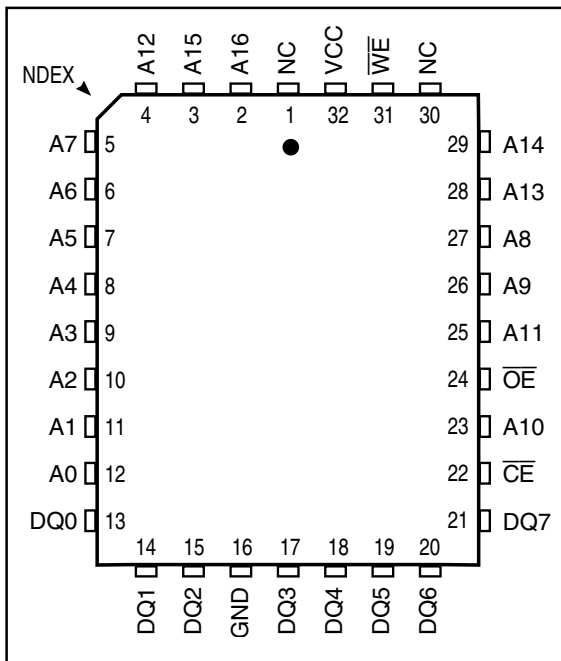 A12 A15 A16 NC VCC W̅E̅ NC
NDEX
4 3 2 1 32 31 30
A7 5 29 A14
A6 6 28 A13
A5 7 27 A8
A4 8 26 A9
A3 9 25 A11
A2 10 24 O̅E̅
A1 11 23 A10
A0 12 22 C̅E̅
DQ0 13 21 DQ7
14 15 16 17 18 19 20
DQ1 DQ2 GND DQ3 DQ4 DQ5 DQ6